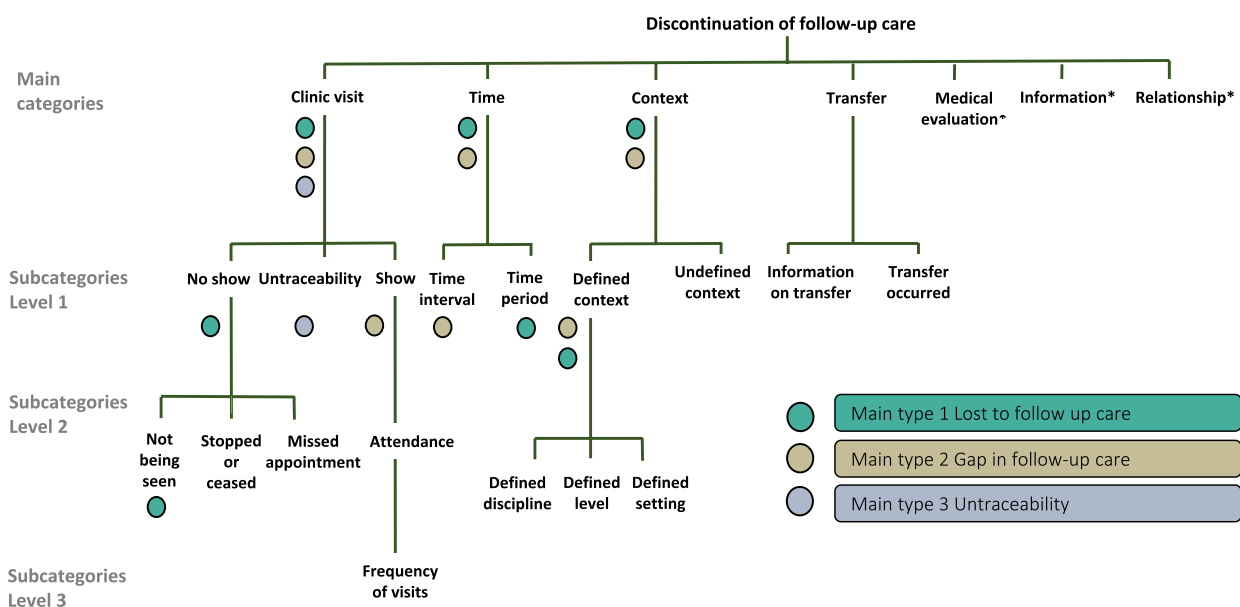 Discontinuation of follow-up care
Main
categories
Clinic visit
Time
Context
Transfer
Medical
evaluation*
Information*
Relationship*
Subcategories
Level 1
No show
Untraceability
Show
Time
interval
Time
period
Defined
context
Undefined
context
Information
on transfer
Transfer
occurred
Subcategories
Level 2
Not
being
seen
Stopped
or
ceased
Missed
appointment
Attendance
Defined
discipline
Defined
level
Defined
setting
Main type 1 Lost to follow up care
Main type 2 Gap in follow-up care
Main type 3 Untraceability
Subcategories
Level 3
Frequency
of visits